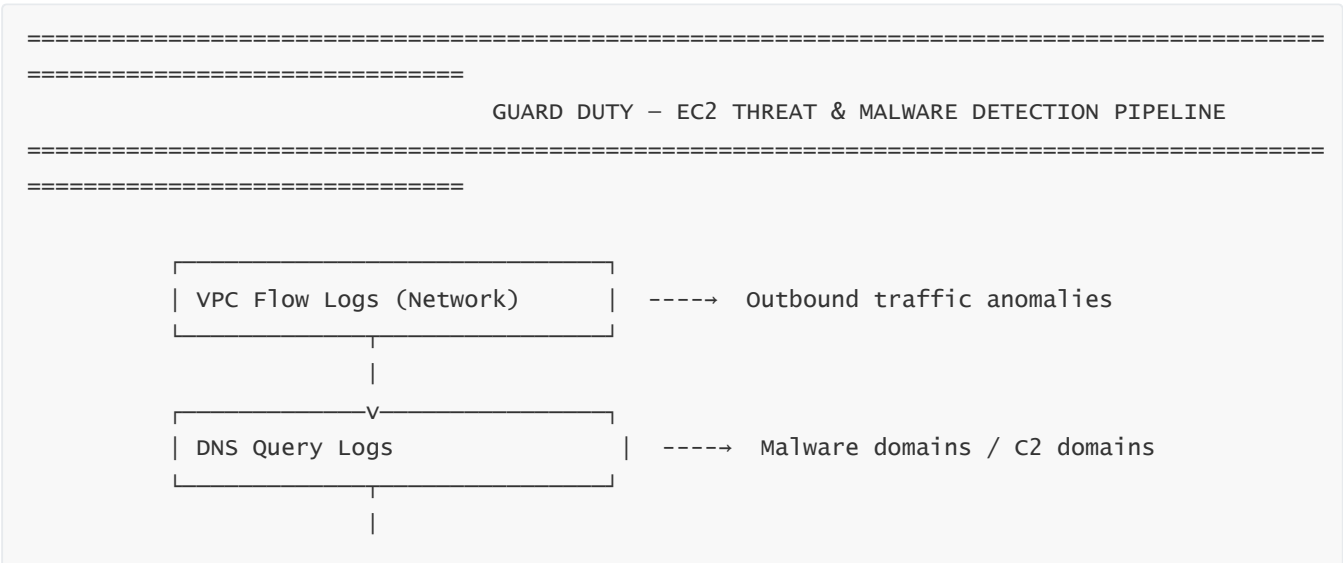 ============================================================================================
===============================
GUARD DUTY – EC2 THREAT & MALWARE DETECTION PIPELINE
============================================================================================
===============================
┌──────────────────────────────┐
│ VPC Flow Logs (Network) │ ----→ Outbound traffic anomalies
└─────────────┬────────────────┘
│
┌─────────────v────────────────┐
│ DNS Query Logs │ ----→ Malware domains / C2 domains
└─────────────┬────────────────┘
│